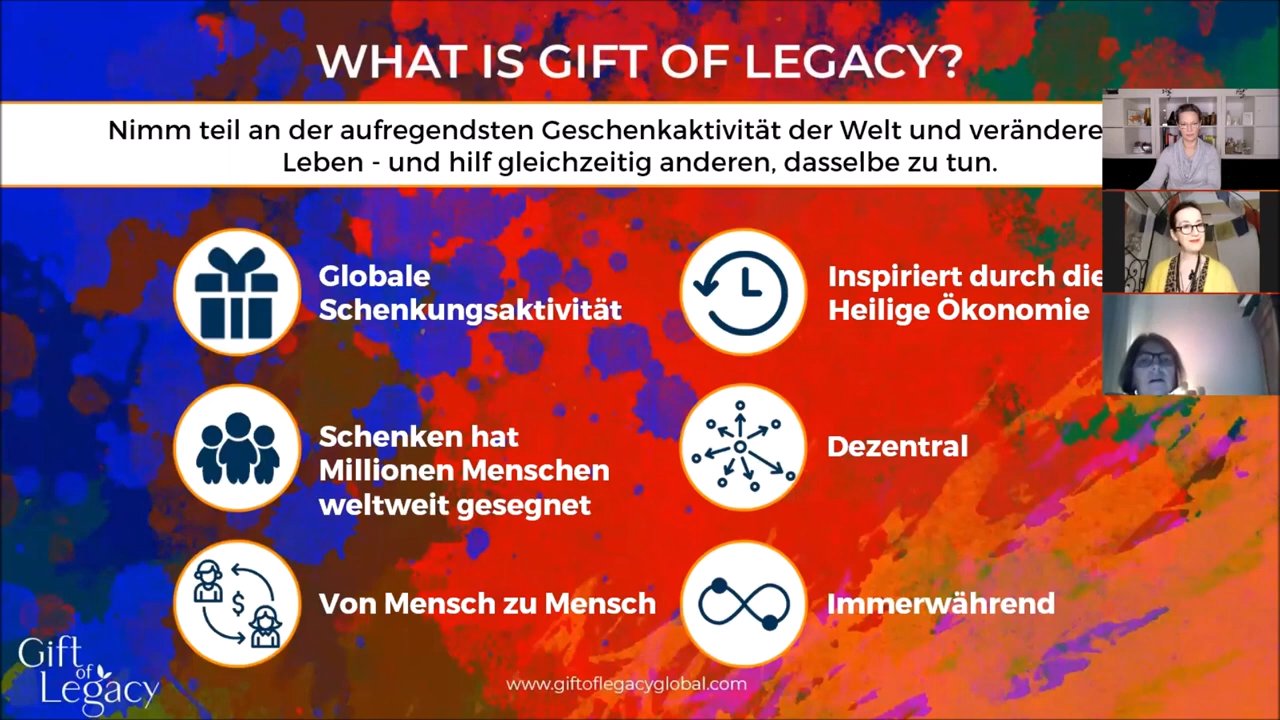 WHAT IS GIFT OF LEGACY?
Nimm teil an der aufregendsten Geschenkaktivität der Welt und verändere
Leben - und hilf gleichzeitig anderen, dasselbe zu tun.
Globale
Schenkungsaktivität
Inspiriert durch die
Heilige Ökonomie
Schenken hat
Millionen Menschen
weltweit gesegnet
Dezentral
$
Von Mensch zu Mensch
Immerwährend
Gift
of
Legacy
www.giftoflegacyglobal.com